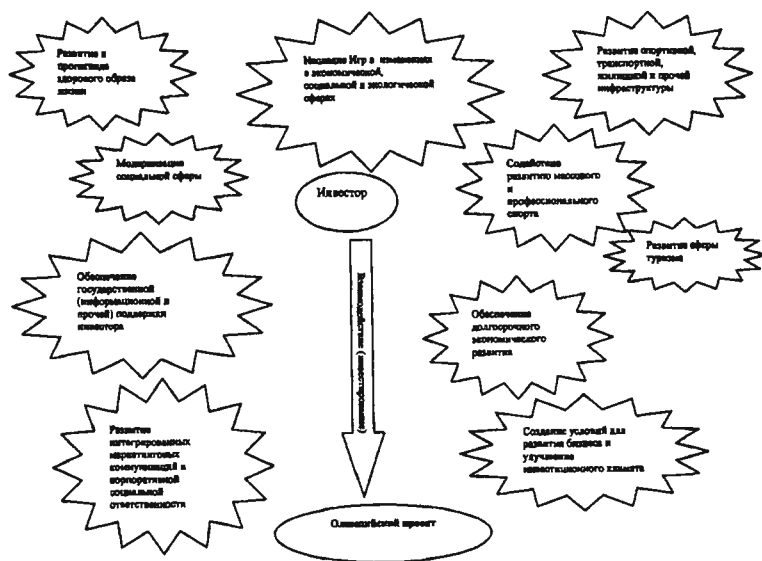 Развитие и
пропаганда
здорового образа
жизни
Наследие Игр в изменениях
в экономической,
социальной и экологической
сферах
Развитие спортивной,
транспортной,
жилищной и прочей
инфраструктуры
Модернизация
социальной сферы
Содействие
развитию массового
и
профессионального
спорта
Инвестор
Развитие сферы
туризма
Обеспечение
государственной
(информационной и
прочей) поддержки
инвестора
Взаимодействие (инвестирование)
Обеспечение
долгосрочного
экономического
развития
Развитие
интегрированных
маркетинговых
коммуникаций и
корпоративной
социальной
ответственности
Создание условий для
развития бизнеса и
улучшение
инвестиционного климата
Олимпийский проект